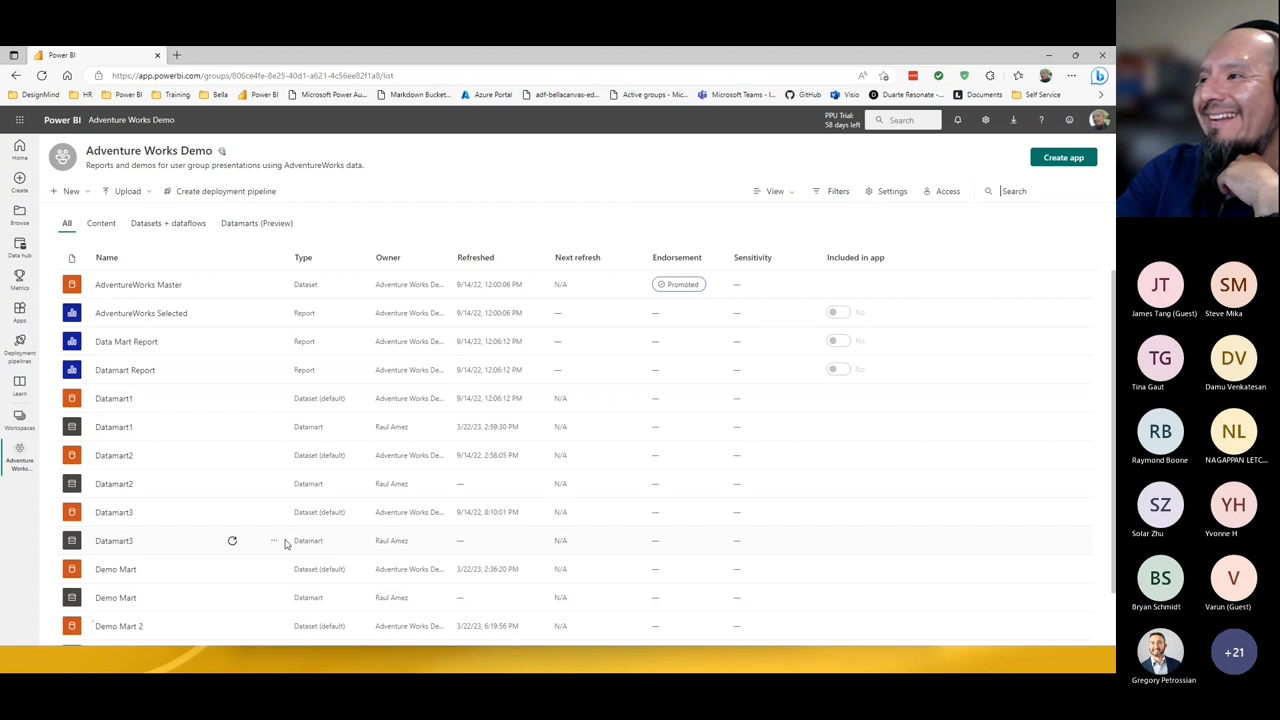 Power BI
https://app.powerbi.com/groups/806ce4fe-8e25-40d1-a621-4c56ee82f1a8/list
DesignMind HR Power BI Training Bella Power BI Microsoft Power Au... Markdown Bucket... Azure Portal adf-bellacanvas-ed... Active groups - Mic... Microsoft Teams - I... GitHub Visio Duarte Resonate -... Documents Self Service
Power BI Adventure Works Demo
PPU Trial:
58 days left
Search
Home
Create
Browse
Data hub
Metrics
Apps
Deployment
pipelines
Learn
Workspaces
Adventure
Works...
Adventure Works Demo
Reports and demos for user group presentations using AdventureWorks data.
Create app
New Upload Create deployment pipeline View Filters Settings Access Search
All Content Datasets + dataflows Datamarts (Preview)
Name Type Owner Refreshed Next refresh Endorsement Sensitivity Included in app
AdventureWorks Master Dataset Adventure Works De... 9/14/22, 12:00:06 PM N/A Promoted —
AdventureWorks Selected Report Adventure Works De... 9/14/22, 12:00:06 PM — — — No
Data Mart Report Report Adventure Works De... 9/14/22, 12:06:12 PM — — — No
Datamart Report Report Adventure Works De... 9/14/22, 12:06:12 PM — — — No
Datamart1 Dataset (default) Adventure Works De... 9/14/22, 12:06:12 PM N/A — —
Datamart1 Datamart Raul Amez 3/22/23, 2:59:30 PM N/A — —
Datamart2 Dataset (default) Adventure Works De... 9/14/22, 2:58:05 PM N/A — —
Datamart2 Datamart Raul Amez — N/A — —
Datamart3 Dataset (default) Adventure Works De... 9/14/22, 8:10:01 PM N/A — —
Datamart3 ... Datamart Raul Amez — N/A — —
Demo Mart Dataset (default) Adventure Works De... 3/22/23, 2:36:20 PM N/A — —
Demo Mart Datamart Raul Amez — N/A — —
Demo Mart 2 Dataset (default) Adventure Works De... 3/22/23, 6:19:56 PM N/A — —
JT SM
James Tang (Guest) Steve Mika
TG DV
Tina Gaut Damu Venkatesan
RB NL
Raymond Boone NAGAPPAN LETC...
SZ YH
Solar Zhu Yvonne H
BS V
Bryan Schmidt Varun (Guest)
+21
Gregory Petrossian